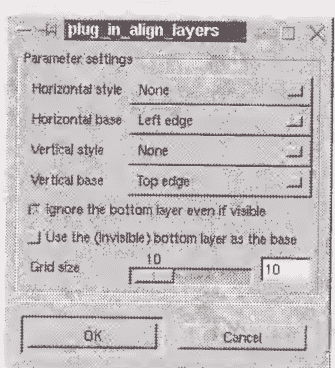 plug_in_align_layers
Parameter settings
Horizontal style None
Horizontal base Left edge
Vertical style None
Vertical base Top edge
Ignore the bottom layer even if visible
Use the (invisible) bottom layer as the base
10
Grid size 10
OK Cancel